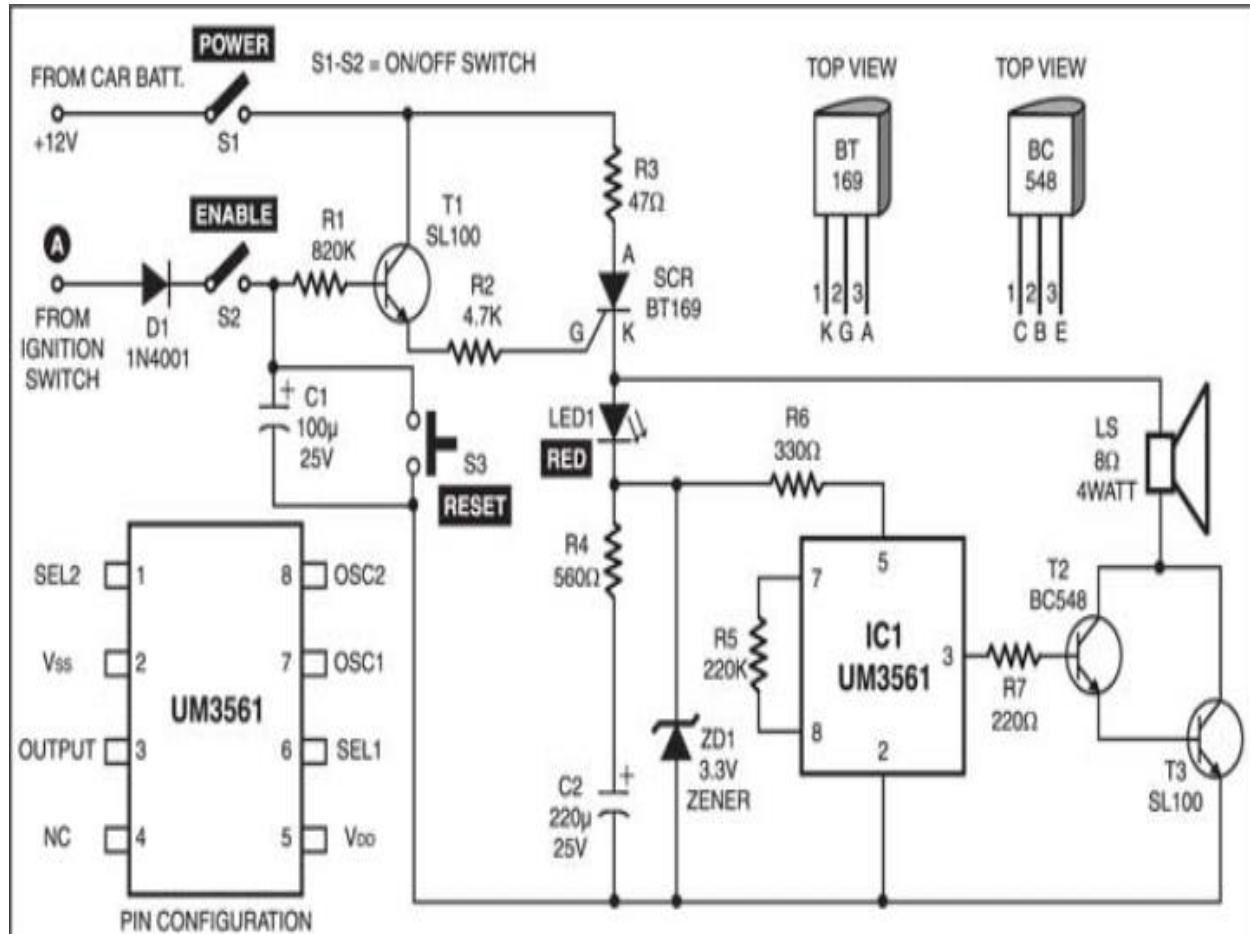 POWER
FROM CAR BATT.
S1-S2 = ON/OFF SWITCH
+12V
S1
TOP VIEW
TOP VIEW
BT
169
BC
548
1 2 3
K G A
1 2 3
C B E
ENABLE
A
FROM
IGNITION
SWITCH
D1
1N4001
S2
R1
820K
T1
SL100
R2
4.7K
R3
47Ω
A
G
K
SCR
BT169
+
C1
100µ
25V
S3
RESET
LED1
RED
R6
330Ω
LS
8Ω
4WATT
R4
560Ω
R5
220K
7
5
8
2
3
IC1
UM3561
T2
BC548
R7
220Ω
T3
SL100
+
C2
220µ
25V
ZD1
3.3V
ZENER
SEL2
1
8
OSC2
Vss
2
7
OSC1
UM3561
OUTPUT
3
6
SEL1
NC
4
5
VDD
PIN CONFIGURATION